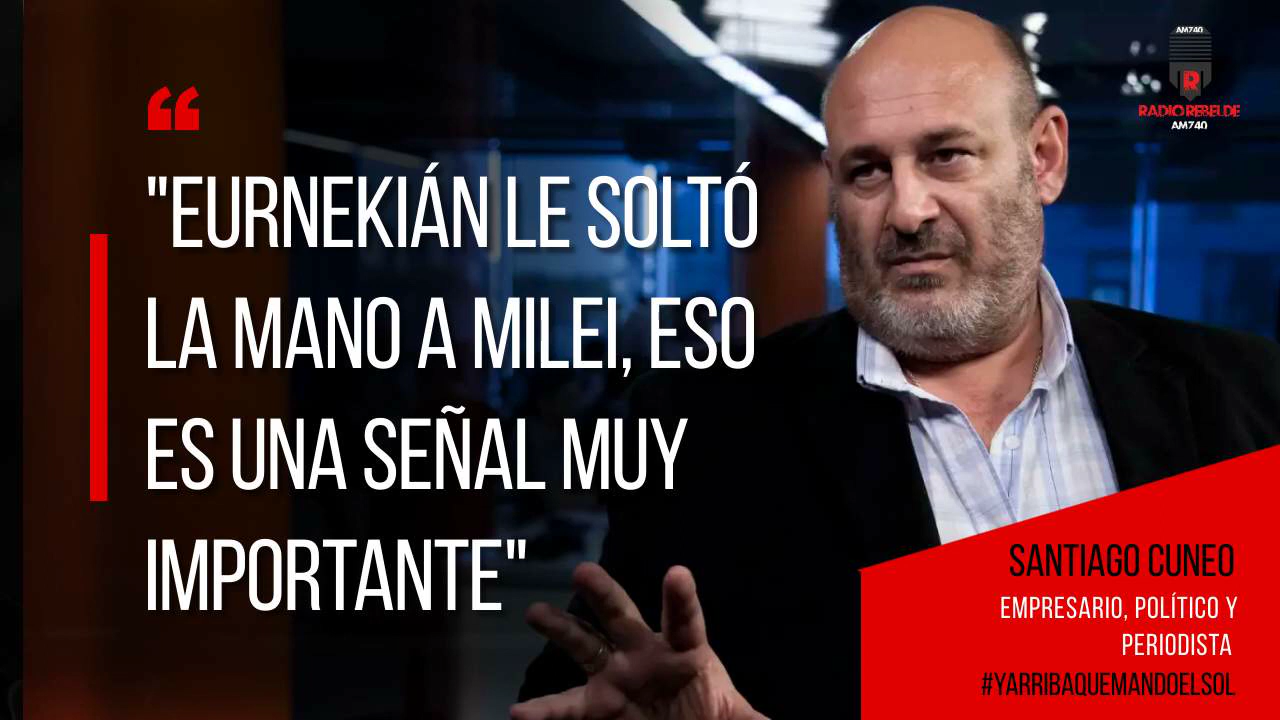 AM740
R
RADIO REBELDE
AM740
"EURNEKIÁN LE SOLTÓ
LA MANO A MILEI, ESO
ES UNA SEÑAL MUY
IMPORTANTE"
SANTIAGO CUNEO
EMPRESARIO, POLÍTICO Y
PERIODISTA
#YARRIBAQUEMANDOELSOL